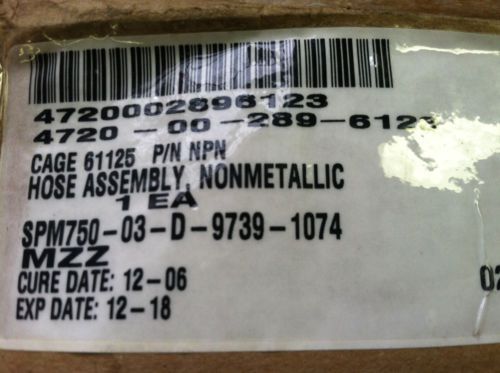 4720002896123
4720-00-289-6123
CAGE 61125 P/N NPN
HOSE ASSEMBLY, NONMETALLIC
1 EA
SPM750-03-D-9739-1074
MZZ
CURE DATE: 12-06
EXP DATE: 12-18
02